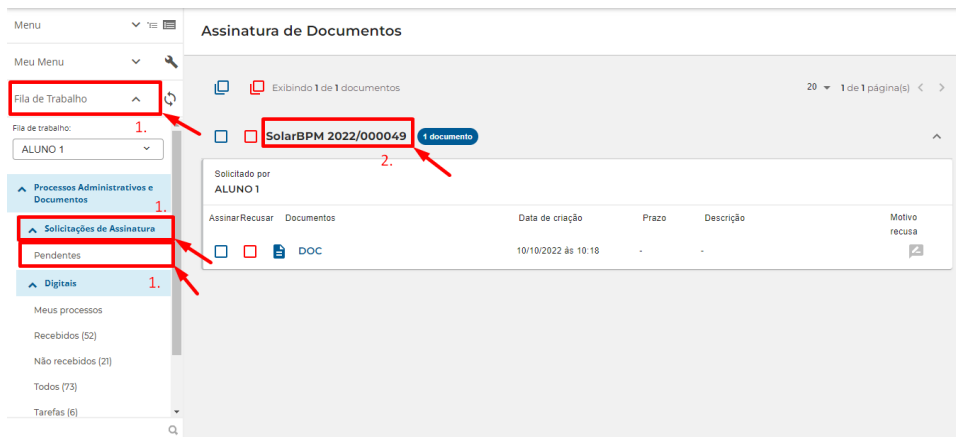 Menu
Meu Menu
Fila de Trabalho
1.
Fila de trabalho:
ALUNO 1
Processos Administrativos e
Documentos
1.
Solicitações de Assinatura
Pendentes
Digitais
1.
Meus processos
Recebidos (52)
Não recebidos (21)
Todos (73)
Tarefas (6)
Assinatura de Documentos
Exibindo 1 de 1 documentos
20
1 de 1 página(s)
SolarBPM 2022/000049
1 documento
2.
Solicitado por
ALUNO 1
Assinar Recusar Documentos Data de criação Prazo Descrição Motivo
recusa
DOC 10/10/2022 ás 10:18 - -